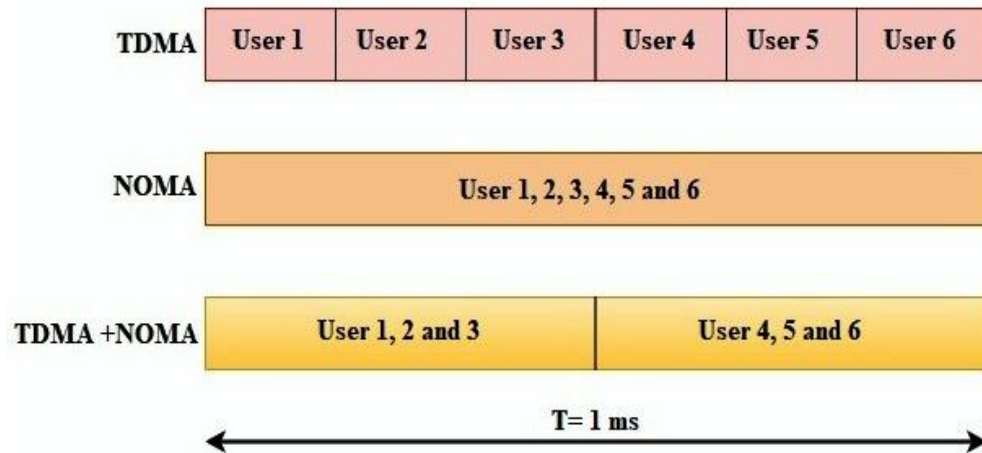 TDMA
User 1
User 2
User 3
User 4
User 5
User 6
NOMA
User 1, 2, 3, 4, 5 and 6
TDMA +NOMA
User 1, 2 and 3
User 4, 5 and 6
T= 1 ms